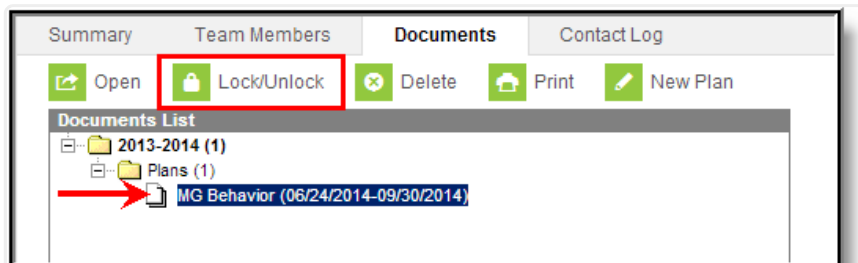 Summary Team Members Documents Contact Log
Open Lock/Unlock Delete Print New Plan
Documents List
2013-2014 (1)
Plans (1)
MG Behavior (06/24/2014-09/30/2014)